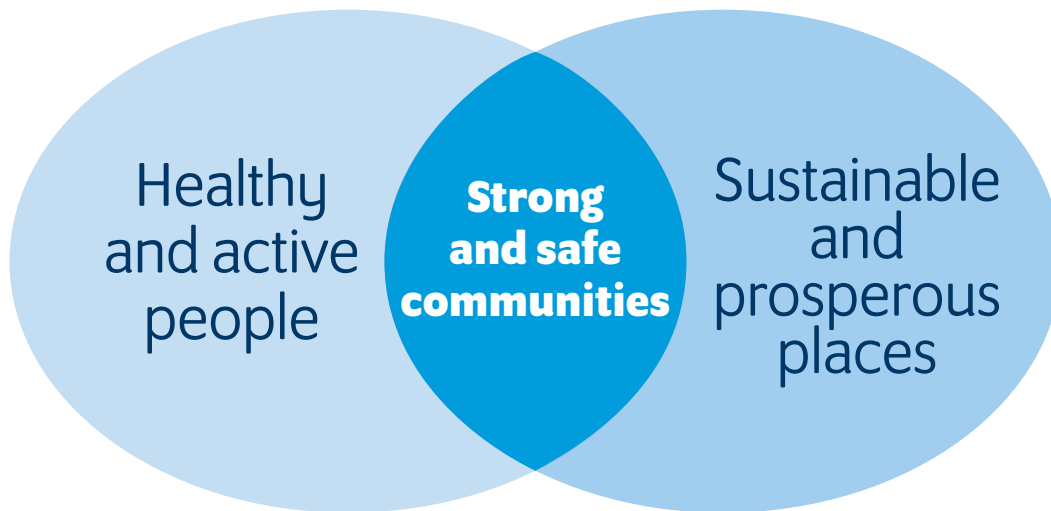 Healthy
and active
people
Strong
and safe
communities
Sustainable
and
prosperous
places